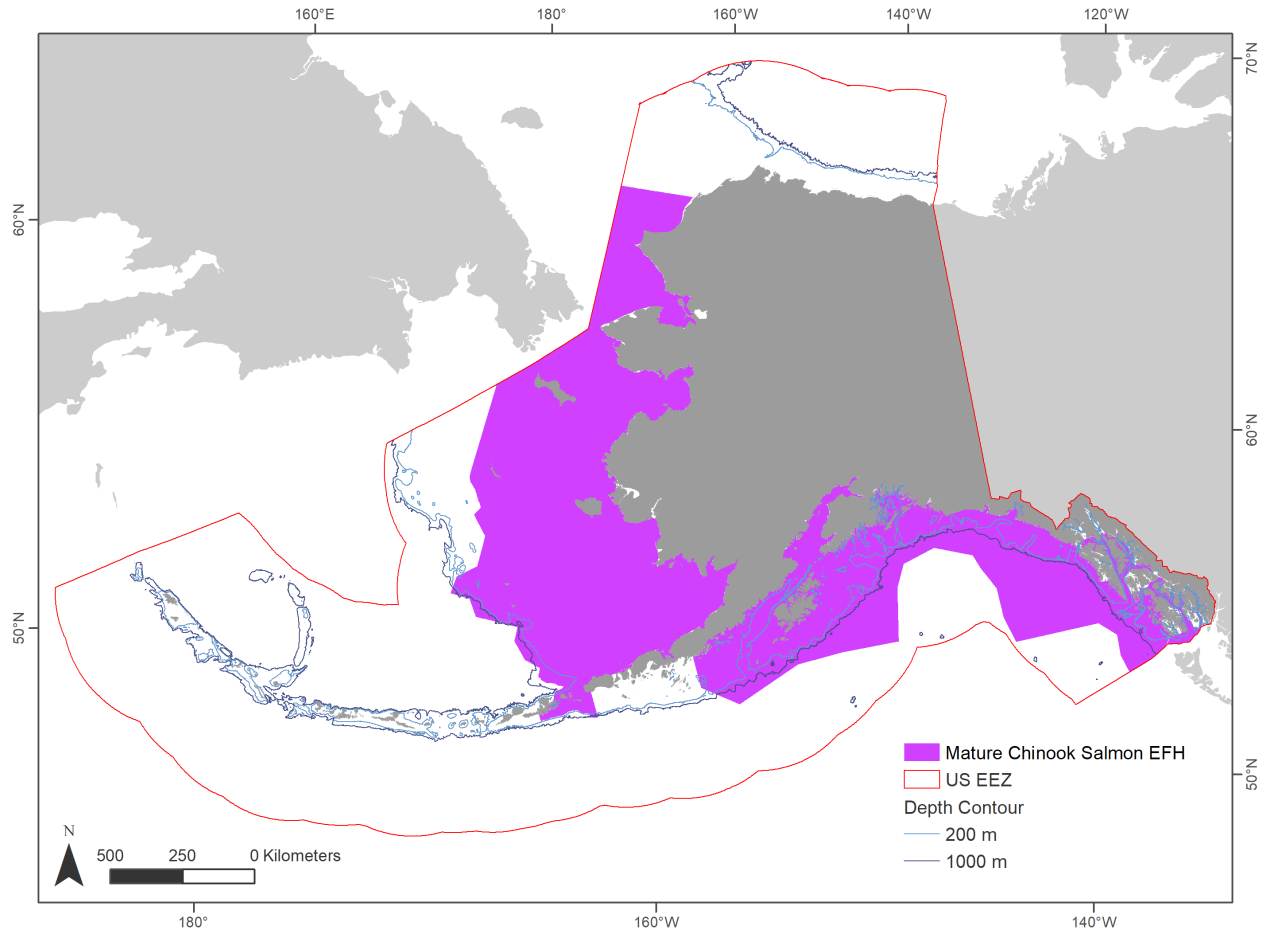 160°E 180° 160°W 140°W 120°W
70°N
60°N
60°N
50°N
50°N
Mature Chinook Salmon EFH
US EEZ
Depth Contour
200 m
1000 m
N
500 250 0 Kilometers
180° 160°W 140°W